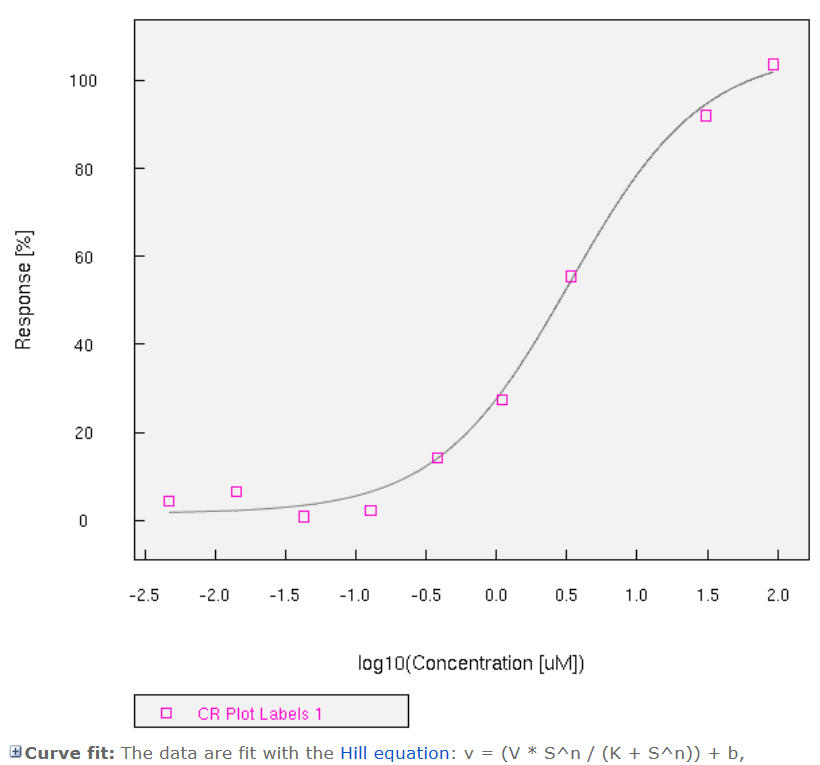 100
80
60
40
20
0
Response [%]
-2.5 -2.0 -1.5 -1.0 -0.5 0.0 0.5 1.0 1.5 2.0
log10(Concentration [uM])
CR Plot Labels 1
Curve fit: The data are fit with the Hill equation: v = (V * S^n / (K + S^n)) + b,